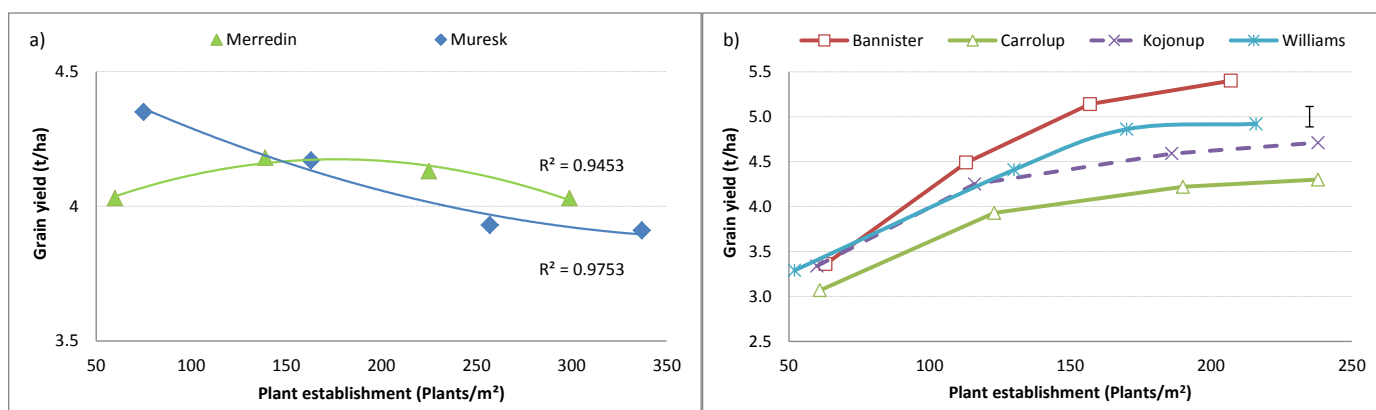 a)
Merredin
Muresk
Grain yield (t/ha)
4.5
4
3.5
R² = 0.9453
R² = 0.9753
50 100 150 200 250 300 350
Plant establishment (Plants/m²)
b)
Bannister
Carrolup
Kojonup
Williams
Grain yield (t/ha)
5.5
5.0
4.5
4.0
3.5
3.0
2.5
50 100 150 200 250
Plant establishment (Plants/m²)